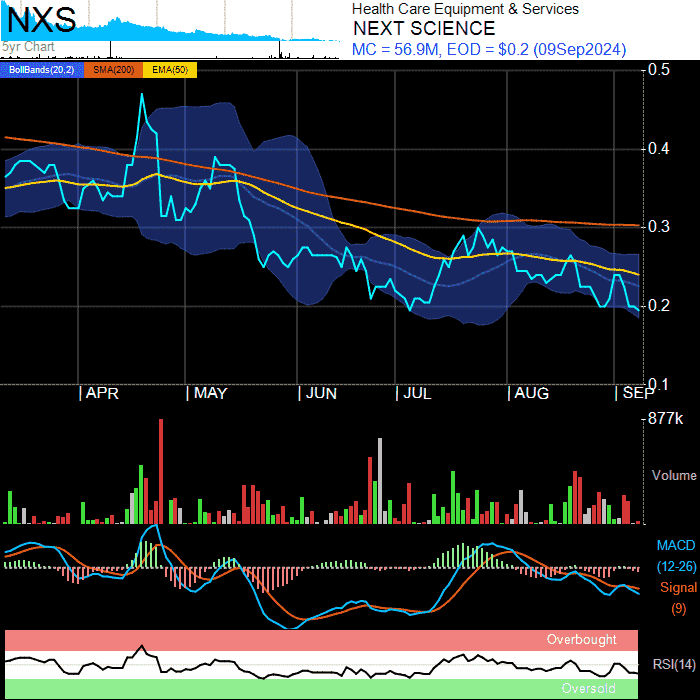 NXS
5yr Chart
Health Care Equipment & Services
NEXT SCIENCE
MC = 56.9M, EOD = $0.2 (09Sep2024)
BollBands(20,2) SMA(200) EMA(50)
0.5
0.4
0.3
0.2
0.1
APR MAY JUN JUL AUG SEP
877k
Volume
MACD
(12-26)
Signal
(9)
Overbought
RSI(14)
Oversold